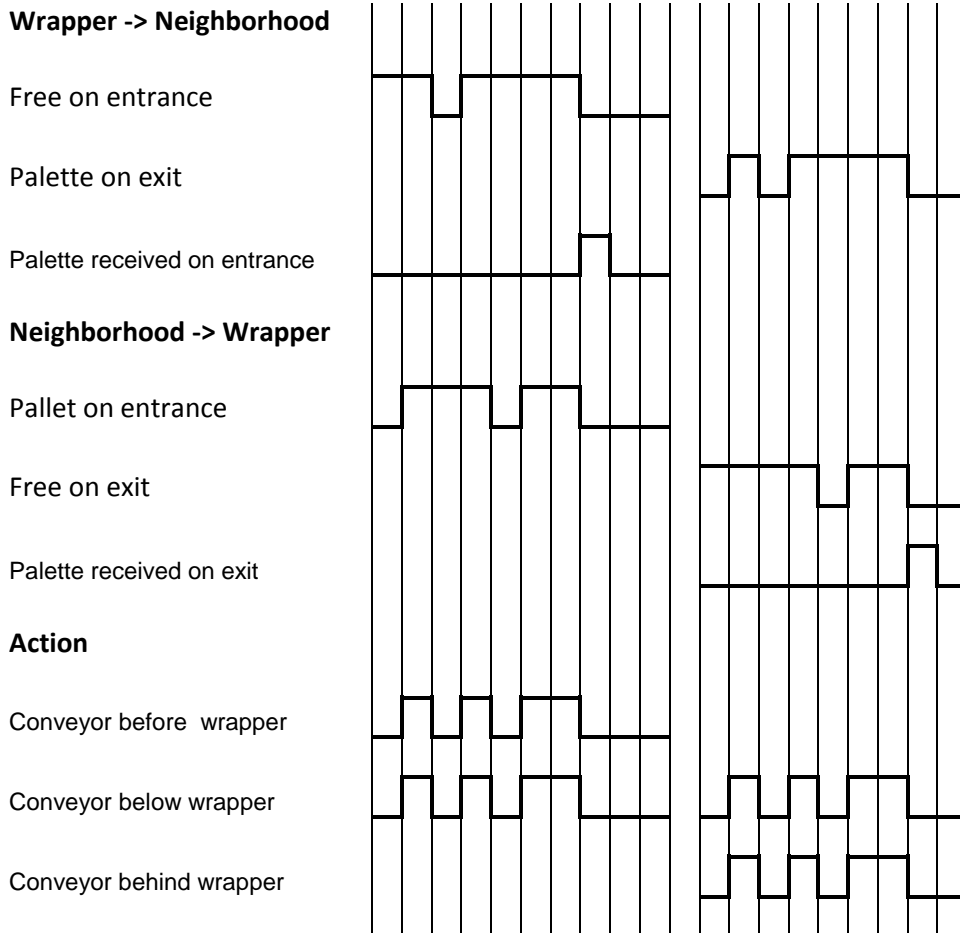 Wrapper -> Neighborhood
Free on entrance
Palette on exit
Palette received on entrance
Neighborhood -> Wrapper
Pallet on entrance
Free on exit
Palette received on exit
Action
Conveyor before wrapper
Conveyor below wrapper
Conveyor behind wrapper